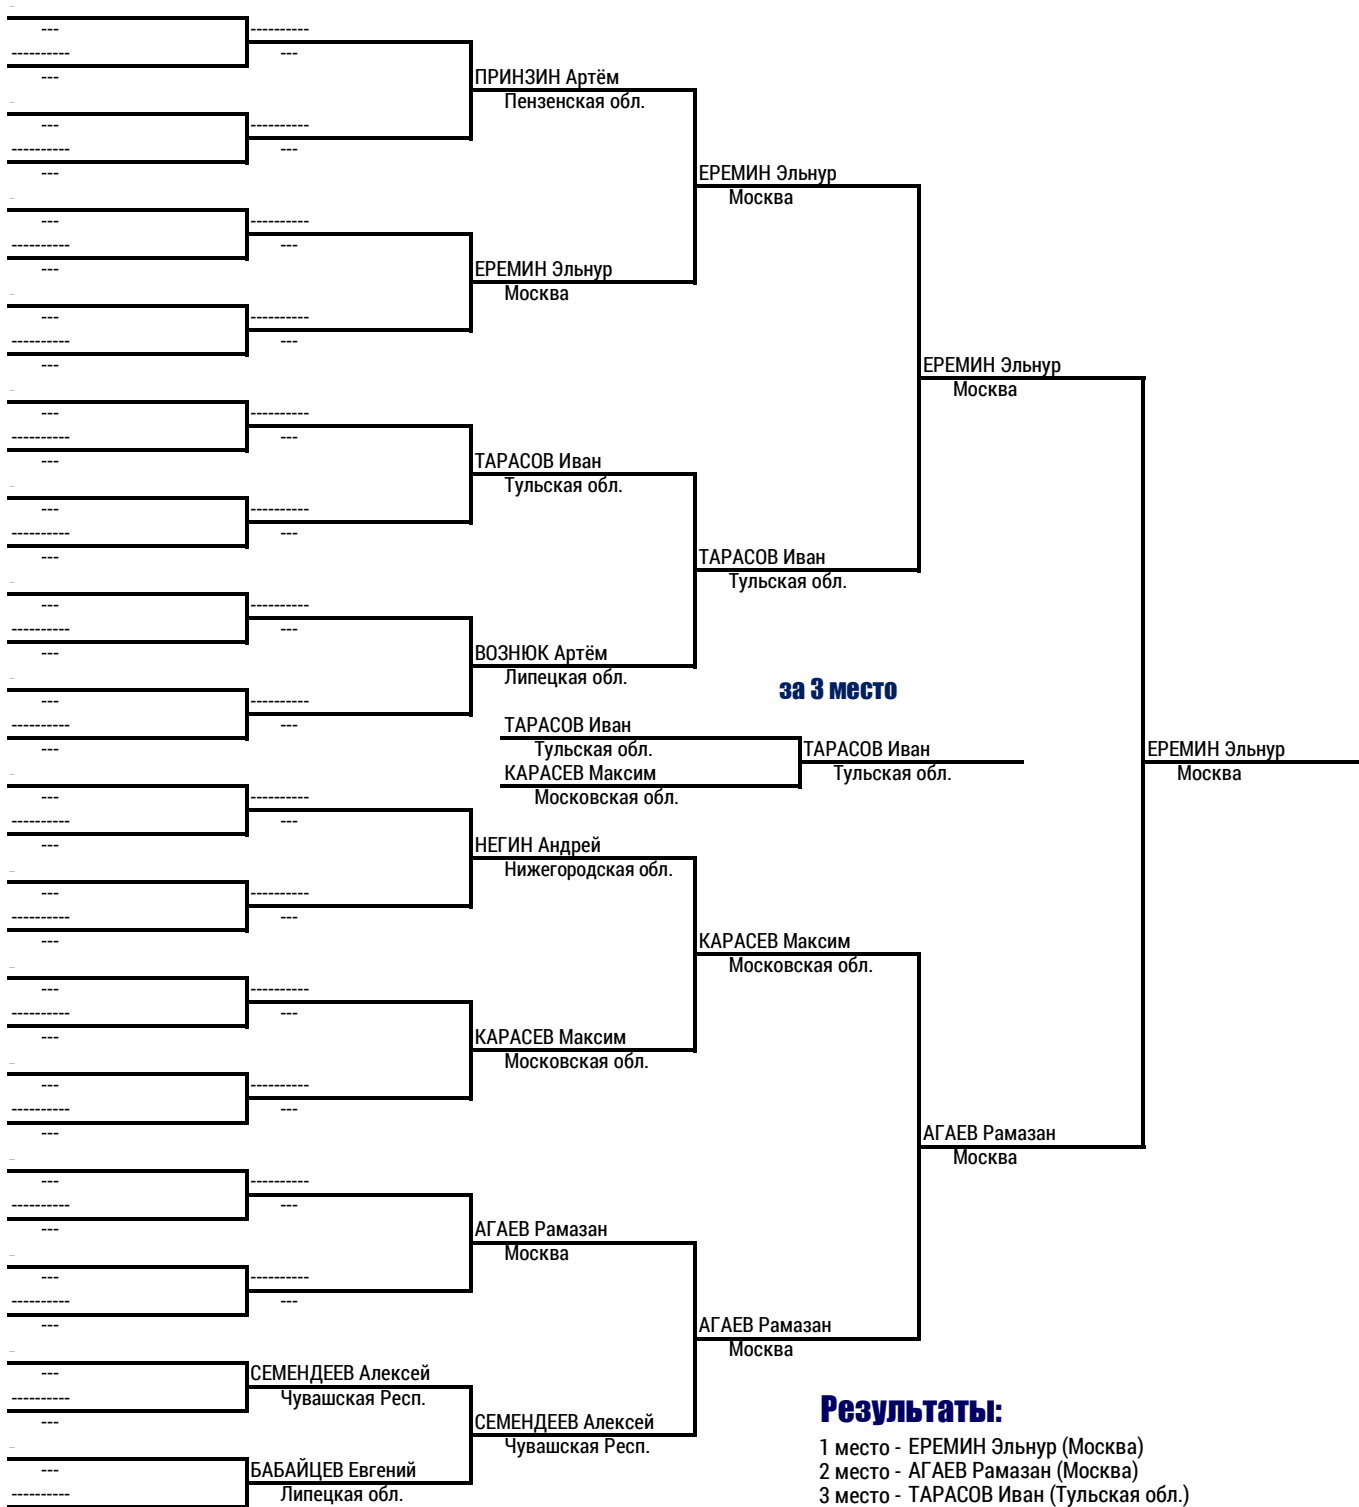 ---
----------
---
----------
---
---
ПРИНЗИН Артём
Пензенская обл.
---
----------
----------
---
---
ЕРЕМИН Эльнур
Москва
---
----------
----------
---
---
ЕРЕМИН Эльнур
Москва
---
----------
----------
---
---
ЕРЕМИН Эльнур
Москва
---
----------
----------
---
---
ТАРАСОВ Иван
Тульская обл.
---
----------
----------
---
---
ТАРАСОВ Иван
Тульская обл.
---
----------
----------
---
---
ВОЗНЮК Артём
Липецкая обл.
за 3 место
---
----------
----------
---
---
ТАРАСОВ Иван
Тульская обл.
КАРАСЕВ Максим
Московская обл.
ТАРАСОВ Иван
Тульская обл.
ЕРЕМИН Эльнур
Москва
---
----------
----------
---
---
НЕГИН Андрей
Нижегородская обл.
---
----------
----------
---
---
КАРАСЕВ Максим
Московская обл.
---
----------
----------
---
---
КАРАСЕВ Максим
Московская обл.
---
----------
----------
---
---
АГАЕВ Рамазан
Москва
---
----------
----------
---
---
АГАЕВ Рамазан
Москва
---
----------
----------
---
---
АГАЕВ Рамазан
Москва
---
СЕМЕНДЕЕВ Алексей
----------
Чувашская Респ.
---
СЕМЕНДЕЕВ Алексей
Чувашская Респ.
---
БАБАЙЦЕВ Евгений
----------
Липецкая обл.
Результаты:
1 место - ЕРЕМИН Эльнур (Москва)
2 место - АГАЕВ Рамазан (Москва)
3 место - ТАРАСОВ Иван (Тульская обл.)